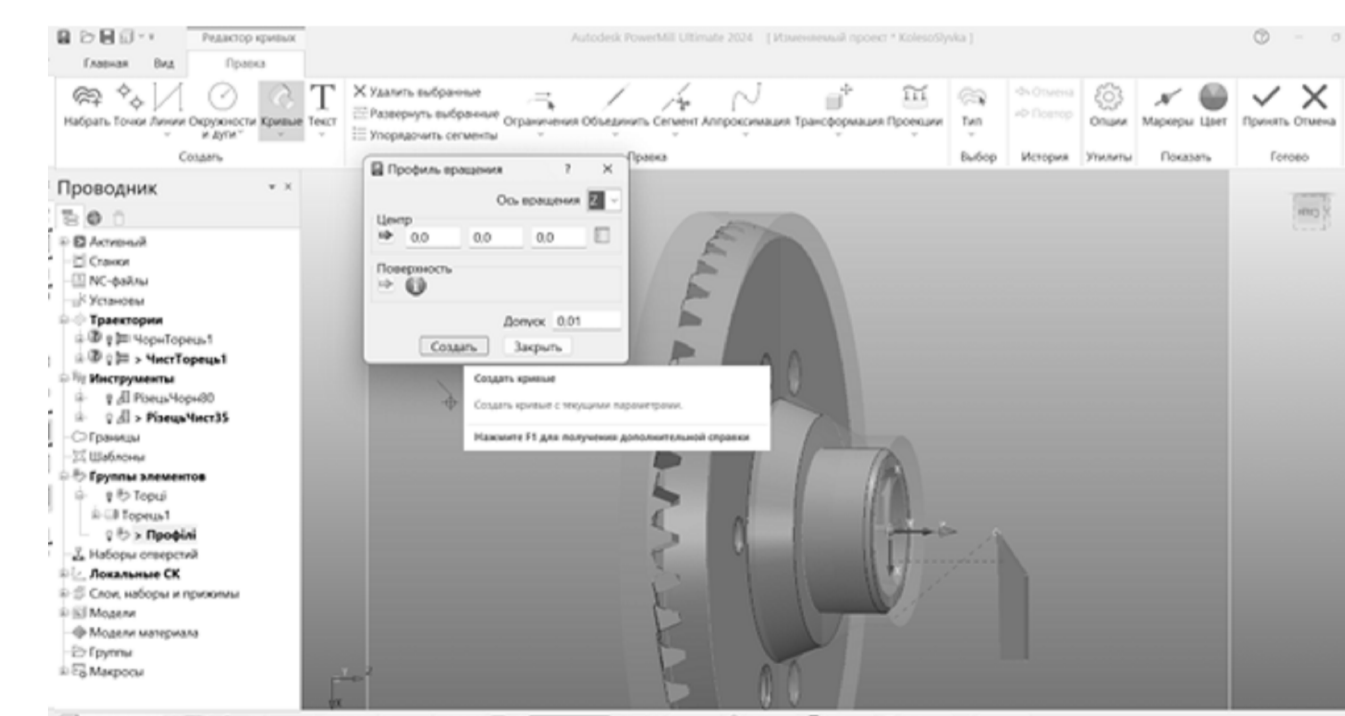 Редактор кривых
Autodesk PowerMill Ultimate 2024 [ Изменяемый проект * KolesoSlyvka ]
Главная Вид Правка
Набрать Точки Линии Окружности и дуги Кривые Текст
Создать
Удалить выбранные
Развернуть выбранные
Упорядочить сегменты
Ограничения Объединить Сегмент Аппроксимация Трансформация Проекции
Правка
Тип
Выбор
Отмена
Повтор
История
Опции
Утилиты
Маркеры Цвет
Показать
Принять Отмена
Готово
Проводник
Активный
Станки
NC-файлы
Установы
Траектории
ЧорнТорець1
> ЧистТорець1
Инструменты
РізецьЧорн80
> РізецьЧист35
Границы
Шаблоны
Группы элементов
Торці
Торець1
> Профілі
Наборы отверстий
Локальные СК
Слои, наборы и прижимы
Модели
Модели материала
Группы
Макросы
Профиль вращения ? ×
Ось вращения Z
Центр
0,0 0,0 0,0
Поверхность
Допуск 0,01
Создать Закрыть
Создать кривые
Создать кривые с текущими параметрами.
Нажмите F1 для получения дополнительной справки